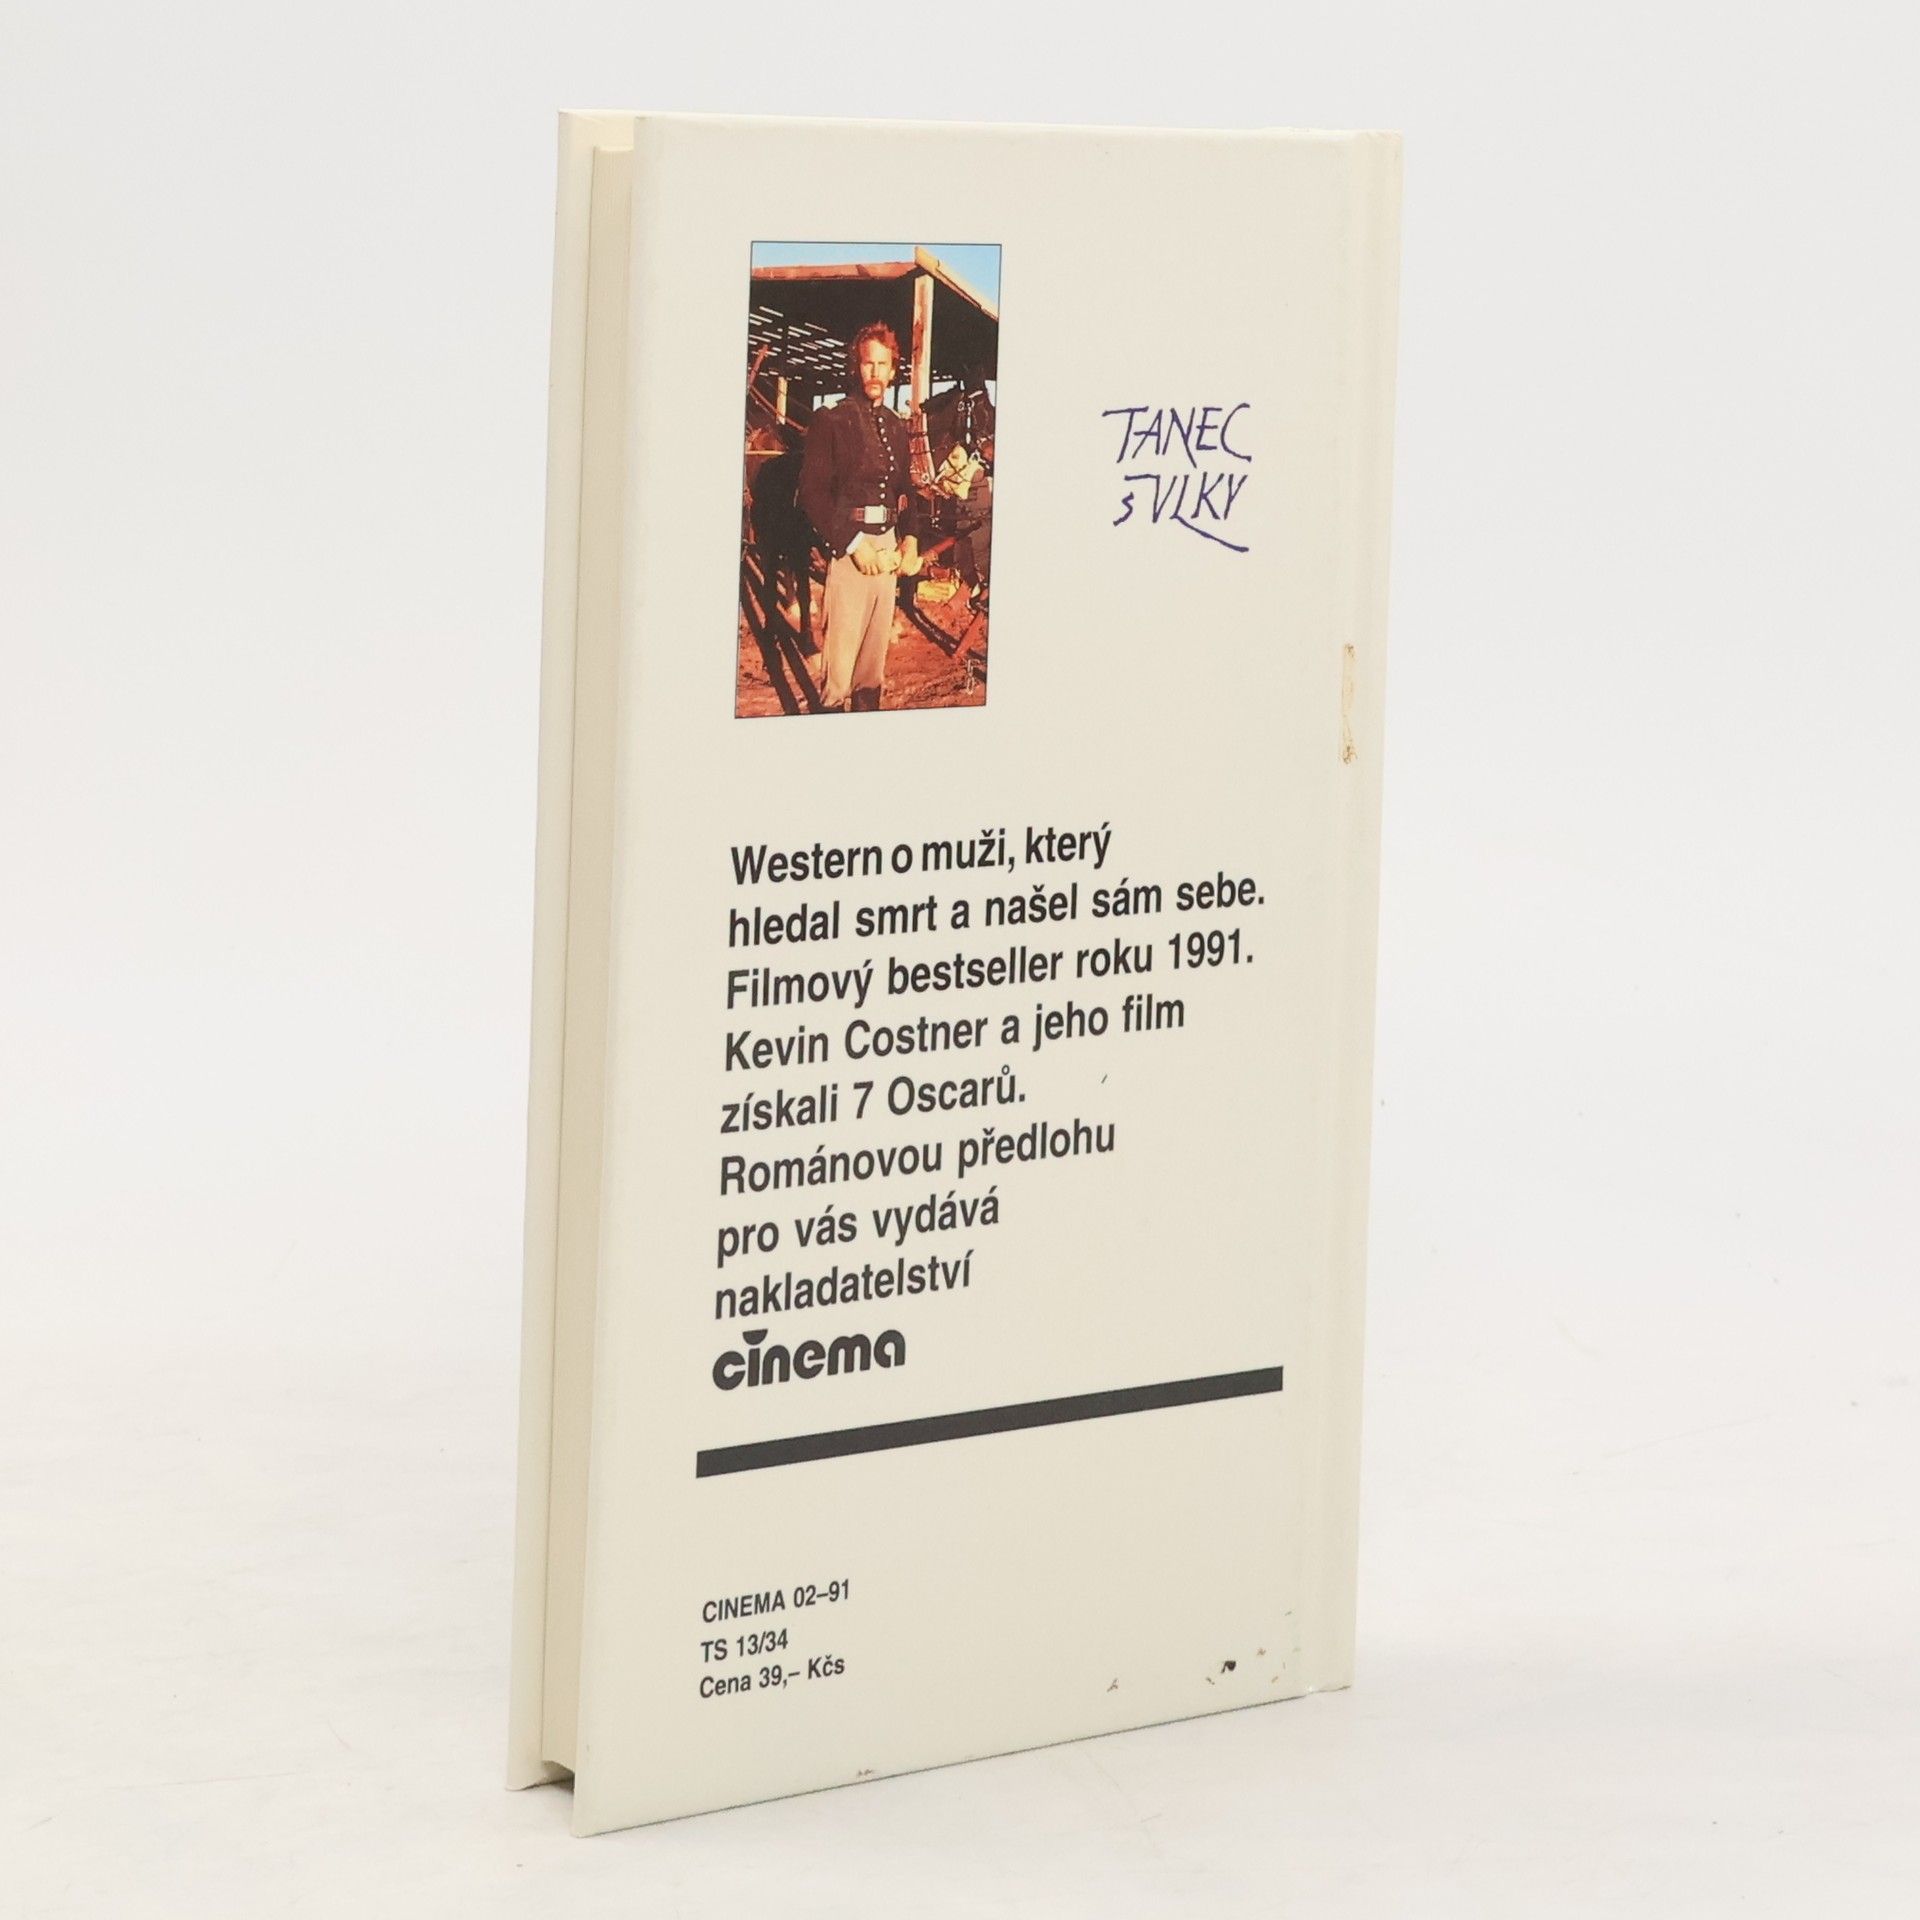 TANEC
S VLKY
Western o muži, který
hledal smrt a našel sám sebe.
Filmový bestseller roku 1991.
Kevin Costner a jeho film
získali 7 Oscarů.
Románovou předlohu
pro vás vydává
nakladatelství
cinema
CINEMA 02–91
TS 13/34
Cena 39,– Kčs